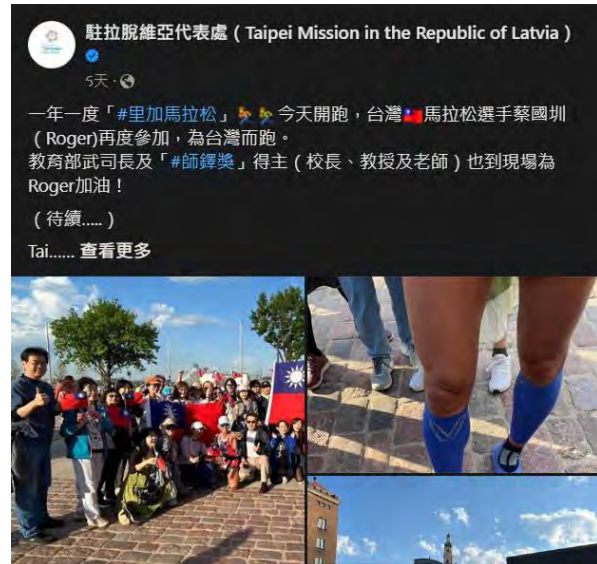 駐拉脫維亞代表處 ( Taipei Mission in the Republic of Latvia )
5天 ·
一年一度「#里加馬拉松」 今天開跑，台灣🇹🇼馬拉松選手蔡國圳
( Roger)再度參加，為台灣而跑。
教育部武司長及「#師鐸獎」得主 ( 校長、教授及老師 ) 也到現場為
Roger加油！
( 待續..... )
Tai...... 查看更多